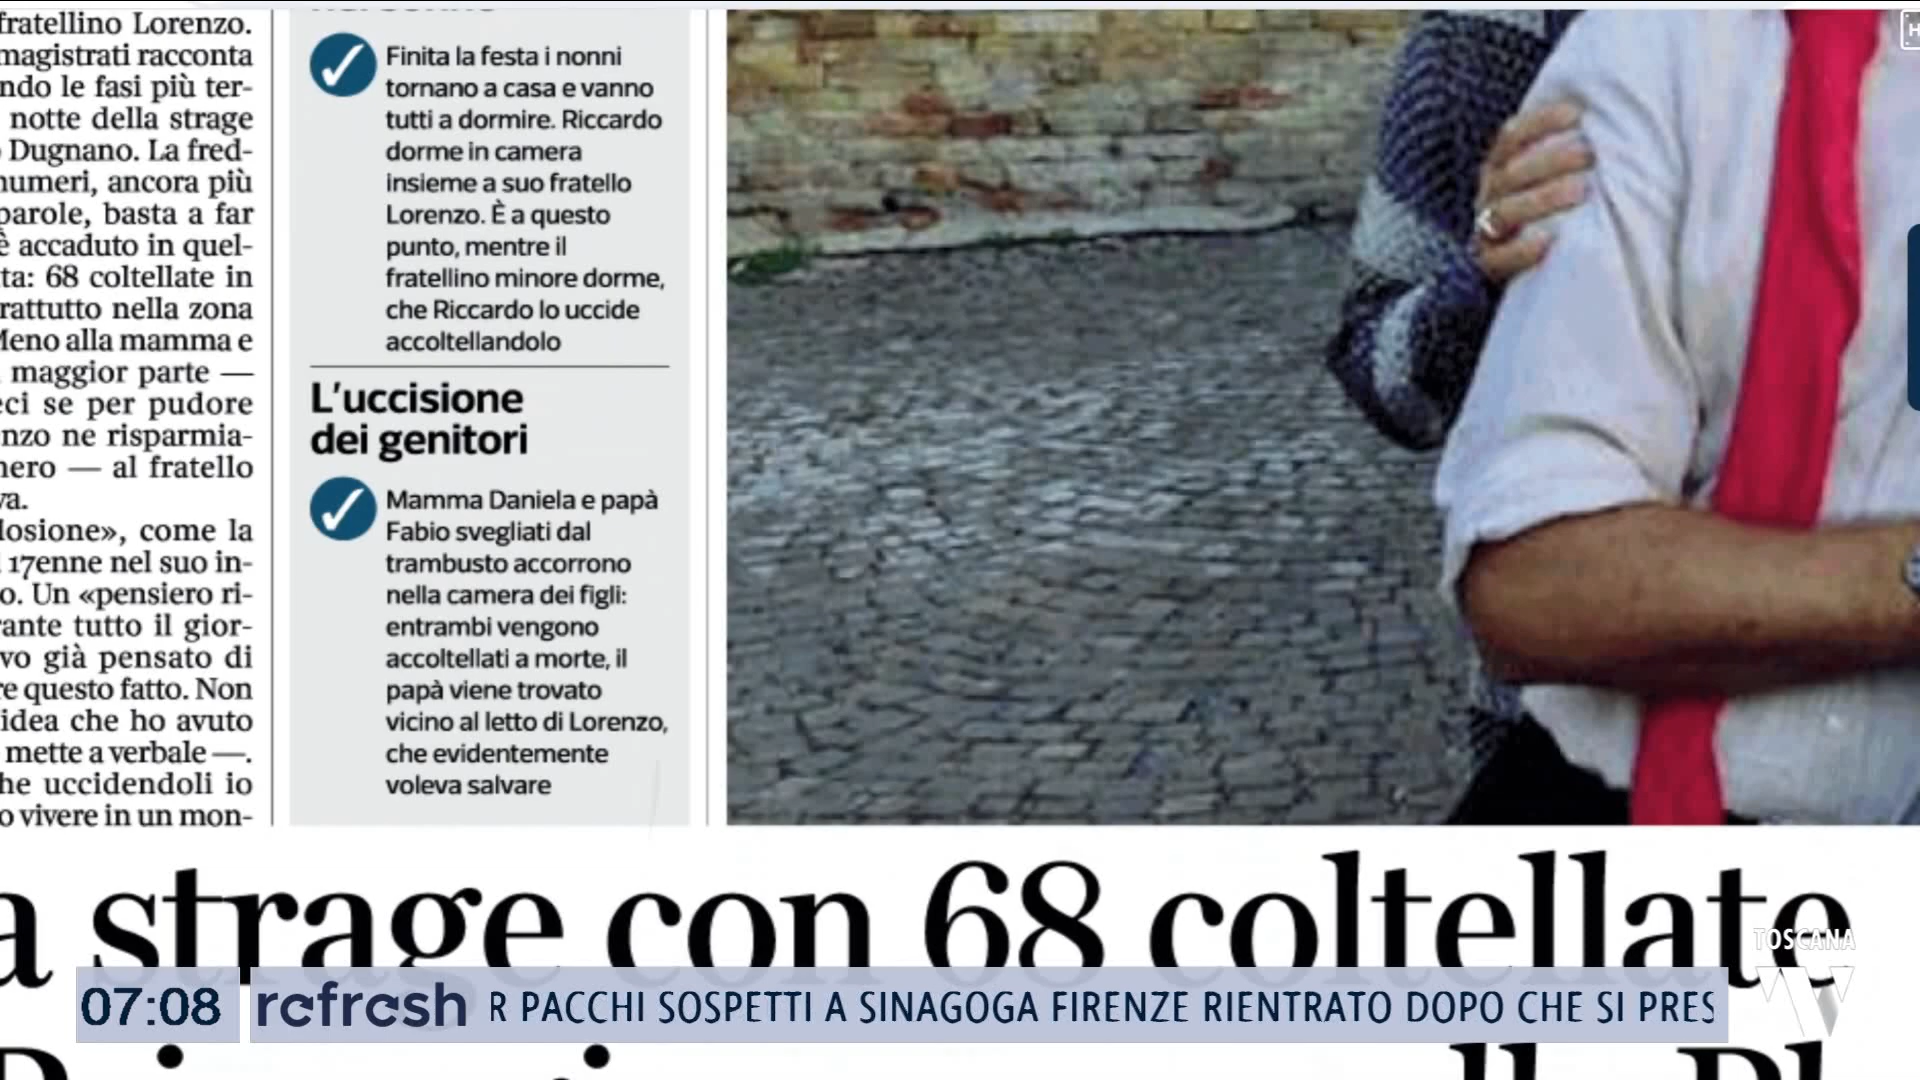 fratellino Lorenzo.
magistrati racconta
ndo le fasi più ter-
notte della strage
Dugnano. La fred-
numeri, ancora più
parole, basta a far
è accaduto in quel-
ta: 68 coltellate in
rattutto nella zona
Meno alla mamma e
maggior parte —
eci se per pudore
nzo ne risparmia-
nero — al fratello
va.
losione», come la
17enne nel suo in-
o. Un «pensiero ri-
rante tutto il gior-
vo già pensato di
re questo fatto. Non
idea che ho avuto
mette a verbale —.
he uccidendoli io
o vivere in un mon-
Finita la festa i nonni
tornano a casa e vanno
tutti a dormire. Riccardo
dorme in camera
insieme a suo fratello
Lorenzo. È a questo
punto, mentre il
fratellino minore dorme,
che Riccardo lo uccide
accoltellandolo
L'uccisione
dei genitori
Mamma Daniela e papà
Fabio svegliati dal
trambusto accorrono
nella camera dei figli:
entrambi vengono
accoltellati a morte, il
papà viene trovato
vicino al letto di Lorenzo,
che evidentemente
voleva salvare
a strage con 68 coltellate
TOSCANA
07:08 refresh R PACCHI SOSPETTI A SINAGOGA FIRENZE RIENTRATO DOPO CHE SI PRES